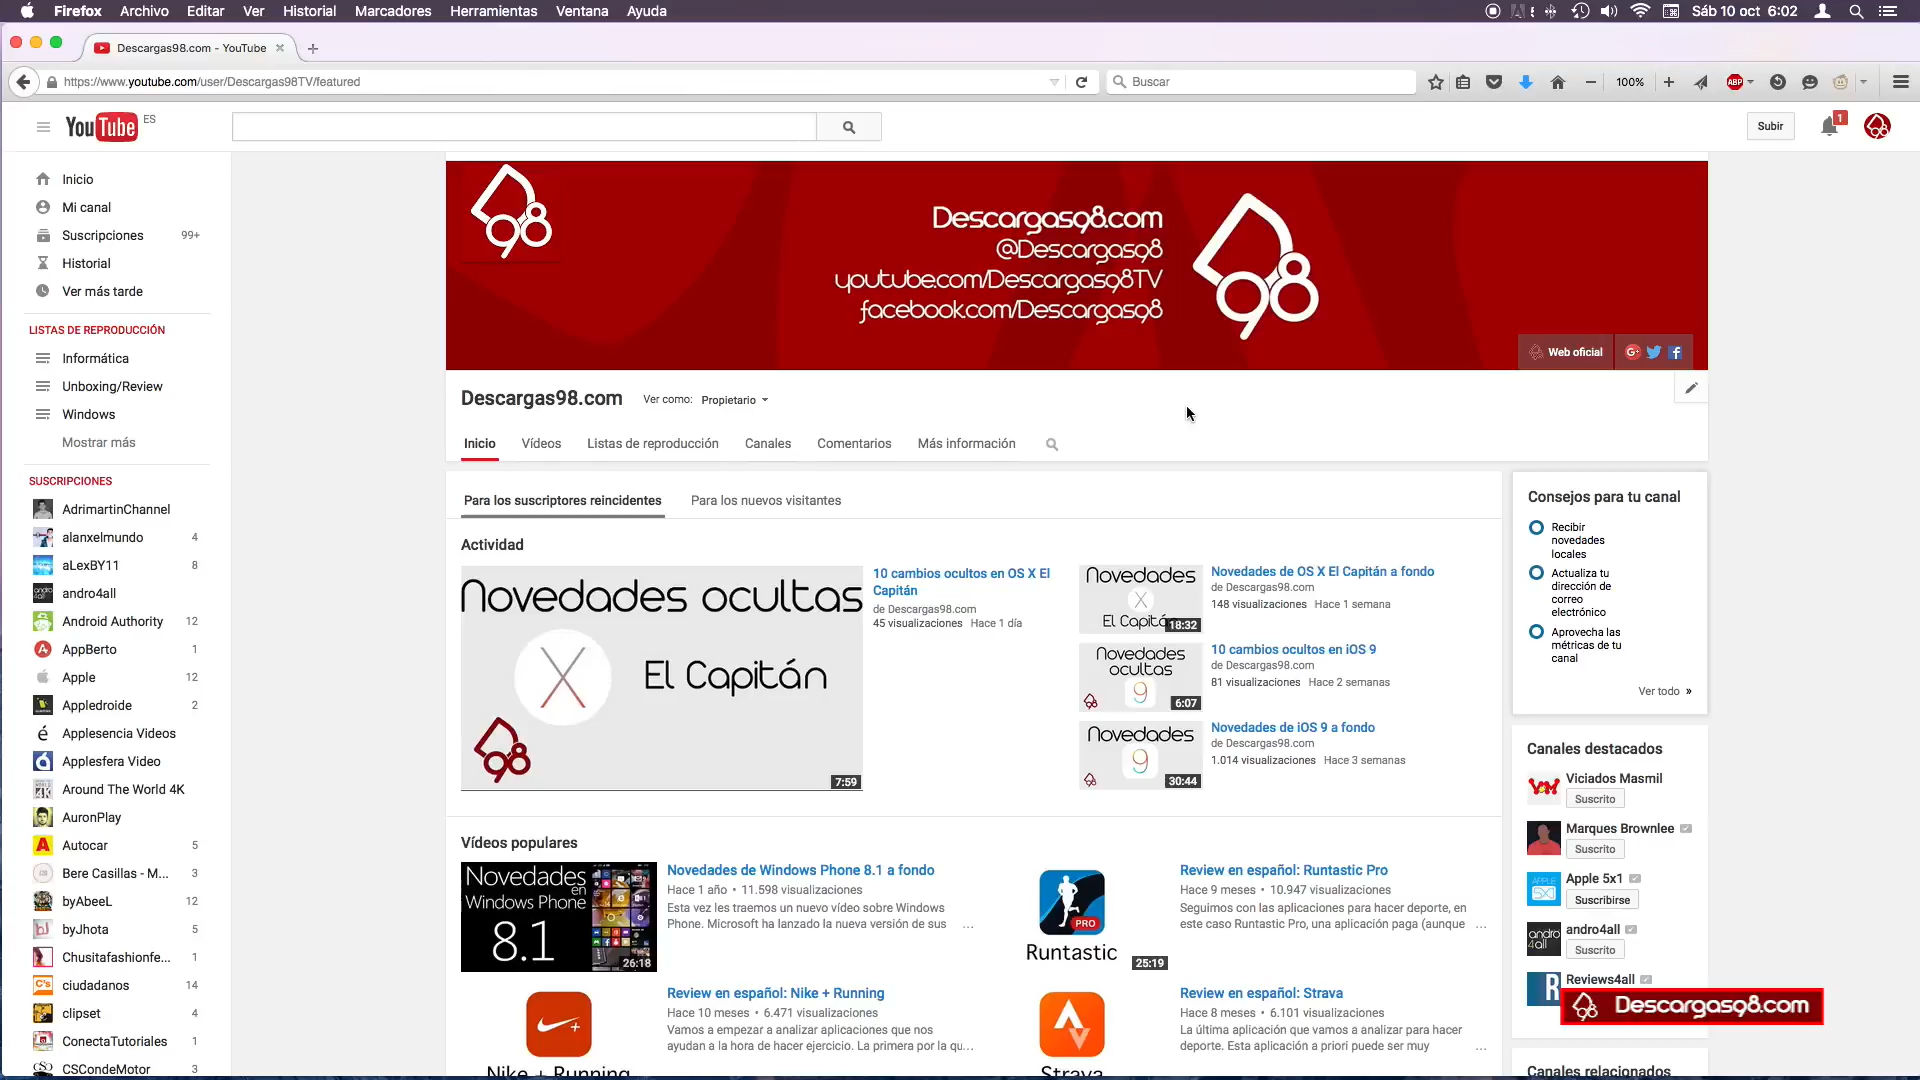 Firefox Archivo Editar Ver Historial Marcadores Herramientas Ventana Ayuda
Sáb 10 oct 6:02
Descargas98.com - YouTube
https://www.youtube.com/user/Descargas98TV/featured
Buscar
100%
ABP
YouTube ES
Subir
1
Inicio
Mi canal
Suscripciones 99+
Historial
Ver más tarde
LISTAS DE REPRODUCCIÓN
Informática
Unboxing/Review
Windows
Mostrar más
SUSCRIPCIONES
AdrimartinChannel
alanxelmundo 4
aLexBY11 8
andro4all
Android Authority 12
AppBerto 1
Apple 12
Appledroide 2
Applesencia Videos
Applesfera Video
Around The World 4K
AuronPlay
Autocar 5
Bere Casillas - M... 3
byAbeeL 12
byJhota 5
Chusitafashionfe... 1
ciudadanos 14
clipset 4
ConectaTutoriales 1
CSCondeMotor 3
98
Descargas98.com
@Descargas98
youtube.com/Descargas98TV
facebook.com/Descargas98
98
Web oficial
Descargas98.com
Ver como: Propietario
Inicio Vídeos Listas de reproducción Canales Comentarios Más información
Para los suscriptores reincidentes Para los nuevos visitantes
Actividad
Novedades ocultas
El Capitán
98
7:59
10 cambios ocultos en OS X El
Capitán
de Descargas98.com
45 visualizaciones Hace 1 día
Novedades
El Capitán
18:32
Novedades de OS X El Capitán a fondo
de Descargas98.com
148 visualizaciones Hace 1 semana
Novedades
ocultas
9
6:07
10 cambios ocultos en iOS 9
de Descargas98.com
81 visualizaciones Hace 2 semanas
Novedades
9
30:44
Novedades de iOS 9 a fondo
de Descargas98.com
1.014 visualizaciones Hace 3 semanas
Vídeos populares
Novedades
en
Windows Phone
8.1
26:18
Novedades de Windows Phone 8.1 a fondo
Hace 1 año • 11.598 visualizaciones
Esta vez les traemos un nuevo vídeo sobre Windows
Phone. Microsoft ha lanzado la nueva versión de sus ...
PRO
Runtastic
25:19
Review en español: Runtastic Pro
Hace 9 meses • 10.947 visualizaciones
Seguimos con las aplicaciones para hacer deporte, en
este caso Runtastic Pro, una aplicación paga (aunque ...
Nike + Running
Review en español: Nike + Running
Hace 10 meses • 6.471 visualizaciones
Vamos a empezar a analizar aplicaciones que nos
ayudan a la hora de hacer ejercicio. La primera por la qu...
Strava
Review en español: Strava
Hace 8 meses • 6.101 visualizaciones
La última aplicación que vamos a analizar para hacer
deporte. Esta aplicación a priori puede ser muy ...
Consejos para tu canal
Recibir
novedades
locales
Actualiza tu
dirección de
correo
electrónico
Aprovecha las
métricas de tu
canal
Ver todo »
Canales destacados
Viciados Masmil
Suscrito
Marques Brownlee
Suscrito
Apple 5x1
Suscribirse
andro4all
Suscrito
Reviews4all
Descargas98.com
Canales relacionados